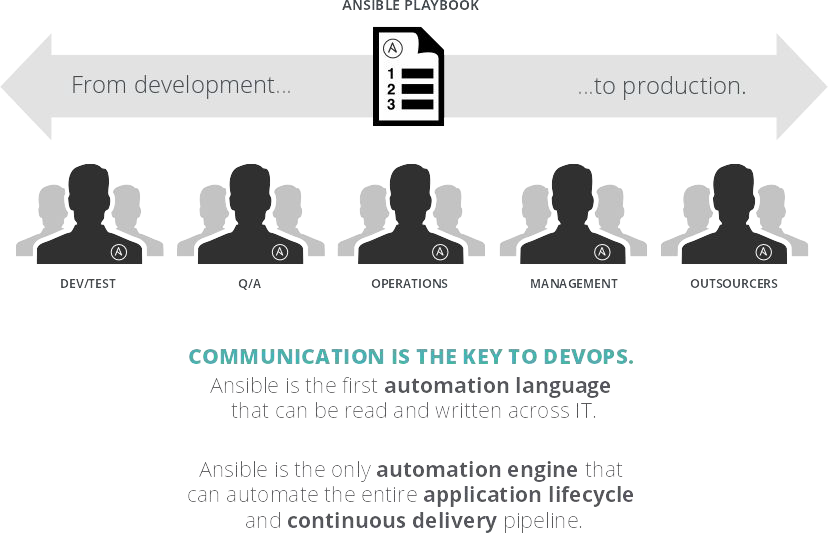 ANSIBLE PLAYBOOK
From development...
...to production.
A
1
2
3
A
A
A
A
A
DEV/TEST
Q/A
OPERATIONS
MANAGEMENT
OUTSOURCERS
COMMUNICATION IS THE KEY TO DEVOPS.
Ansible is the first automation language
that can be read and written across IT.
Ansible is the only automation engine that
can automate the entire application lifecycle
and continuous delivery pipeline.